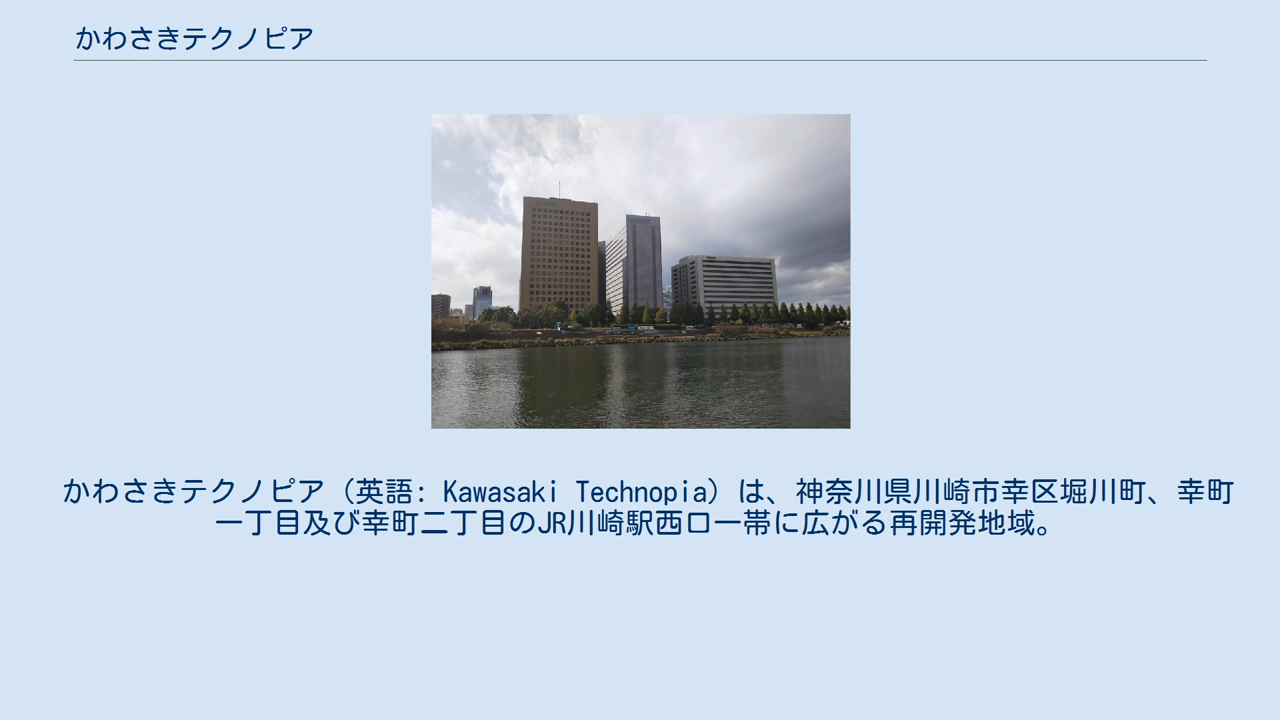 かわさきテクノピア
かわさきテクノピア（英語: Kawasaki Technopia）は、神奈川県川崎市幸区堀川町、幸町
一丁目及び幸町二丁目のJR川崎駅西口一帯に広がる再開発地域。